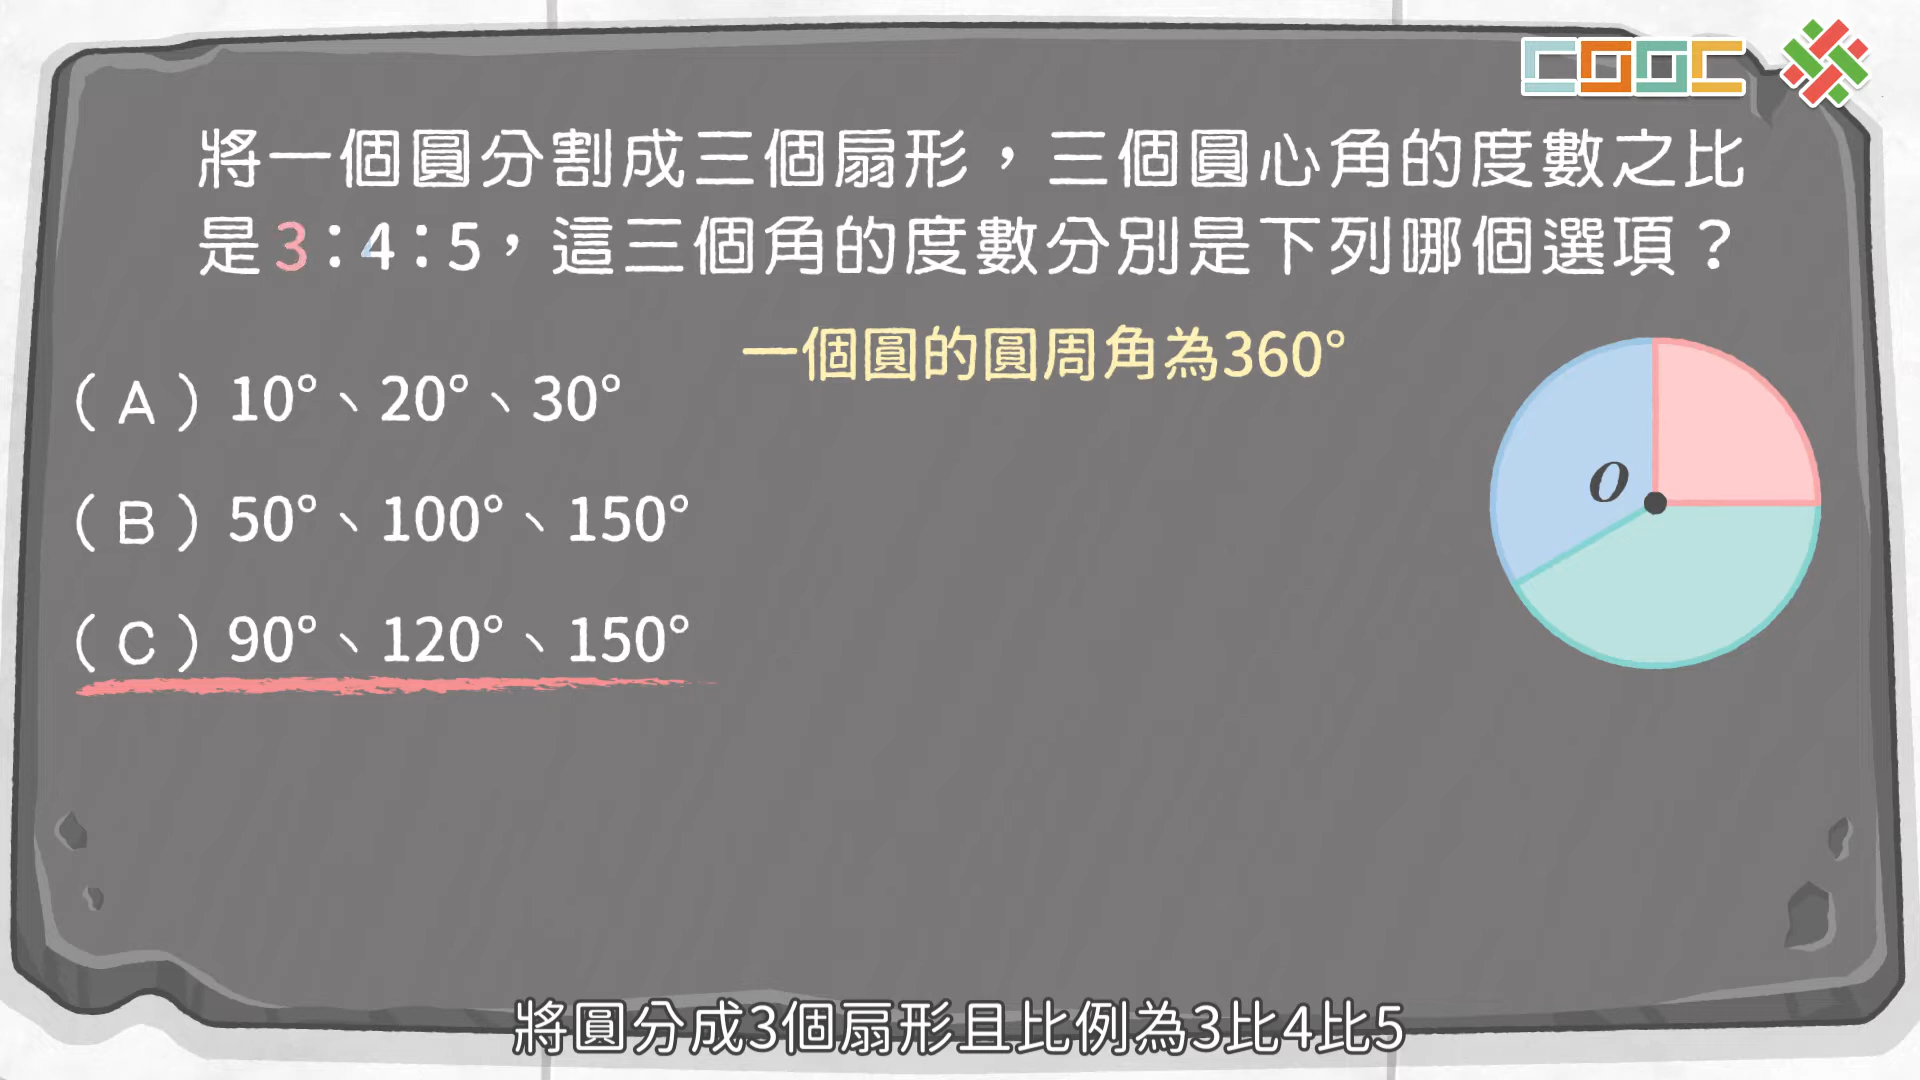 COOC
將一個圓分割成三個扇形，三個圓心角的度數之比
是3：4：5，這三個角的度數分別是下列哪個選項？
一個圓的圓周角為360°
（A）10°、20°、30°
（B）50°、100°、150°
（C）90°、120°、150°
O
將圓分成3個扇形且比例為3比4比5